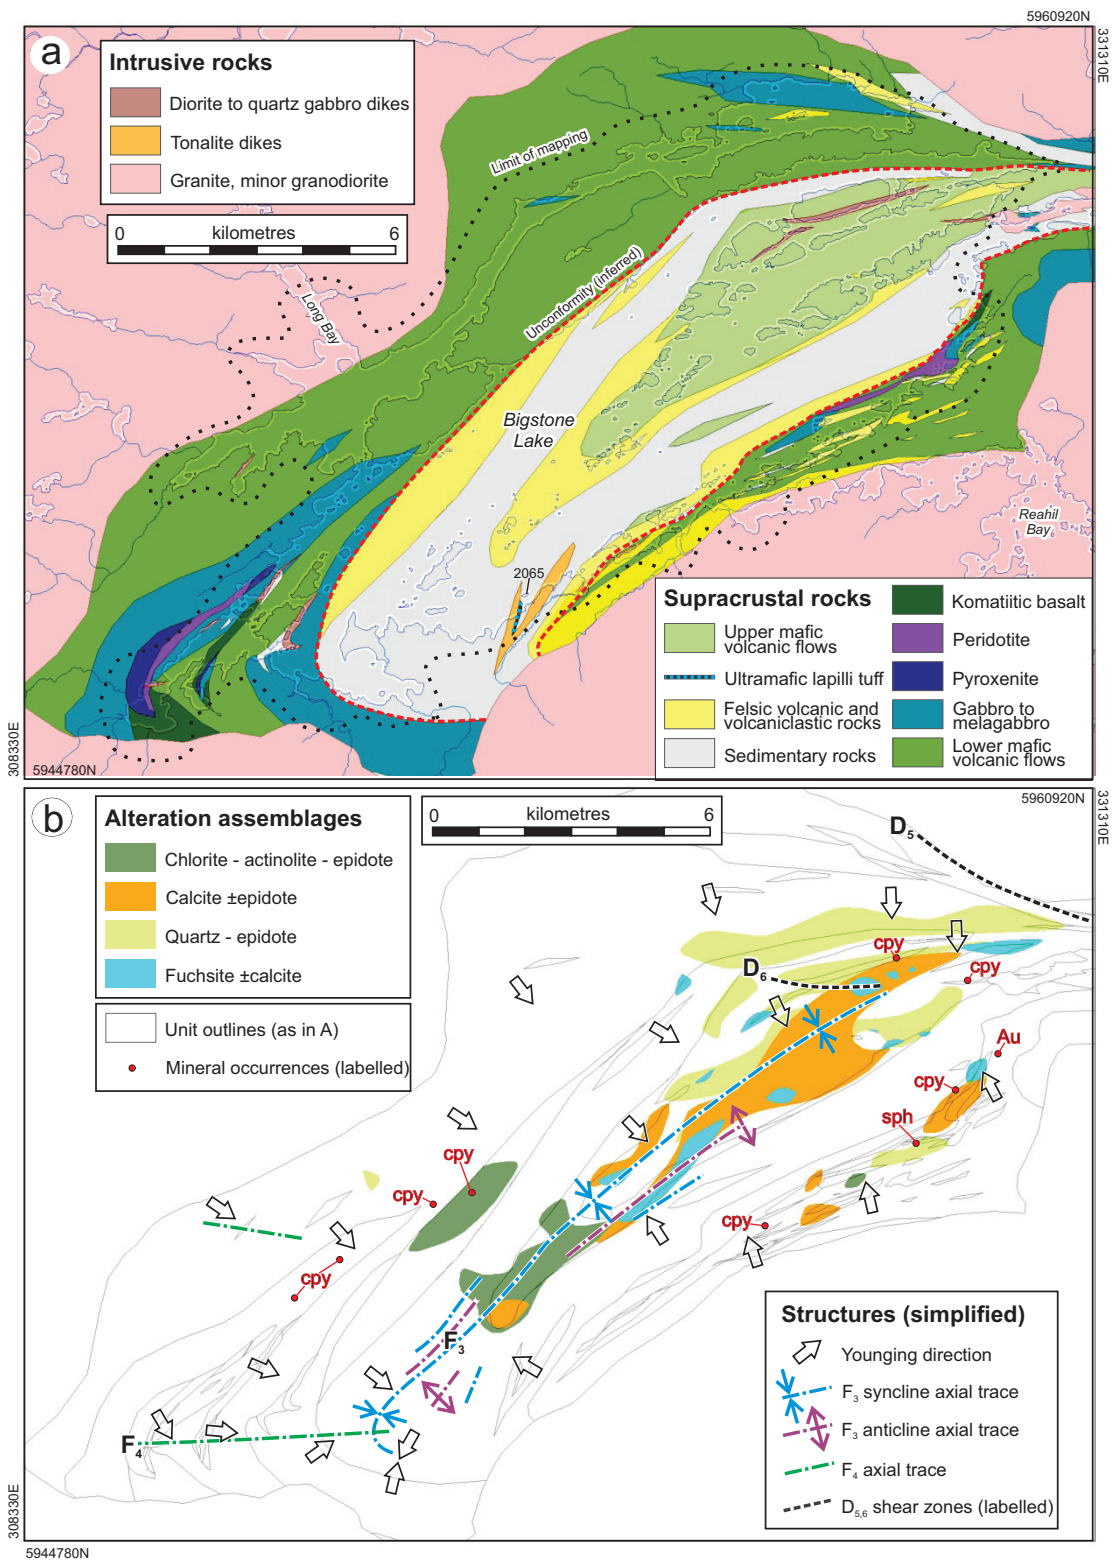 5960920N
331310E
a
Intrusive rocks
Diorite to quartz gabbro dikes
Tonalite dikes
Granite, minor granodiorite
0 kilometres 6
Limit of mapping
Long Bay
Unconformity (inferred)
Bigstone
Lake
2065
Reahil
Bay
Supracrustal rocks
Upper mafic
volcanic flows
Ultramafic lapilli tuff
Felsic volcanic and
volcaniclastic rocks
Sedimentary rocks
Komatiitic basalt
Peridotite
Pyroxenite
Gabbro to
melagabbro
Lower mafic
volcanic flows
308330E
5944780N
b
Alteration assemblages
Chlorite - actinolite - epidote
Calcite ±epidote
Quartz - epidote
Fuchsite ±calcite
Unit outlines (as in A)
Mineral occurrences (labelled)
0 kilometres 6
5960920N
331310E
D5
cpy
D6
cpy
Au
cpy
sph
cpy
cpy
cpy
cpy
F3
F4
Structures (simplified)
Younging direction
F3 syncline axial trace
F3 anticline axial trace
F4 axial trace
D5,6 shear zones (labelled)
308330E
5944780N